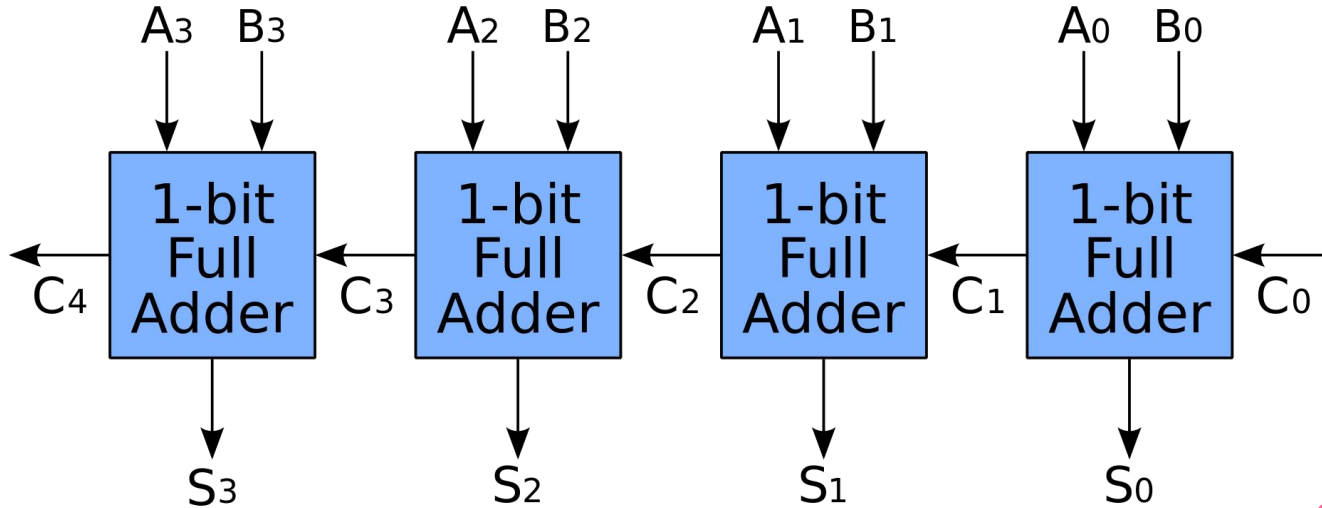 A3 B3 A2 B2 A1 B1 A0 B0
1-bit Full Adder
1-bit Full Adder
1-bit Full Adder
1-bit Full Adder
C4 C3 C2 C1 C0
S3 S2 S1 S0